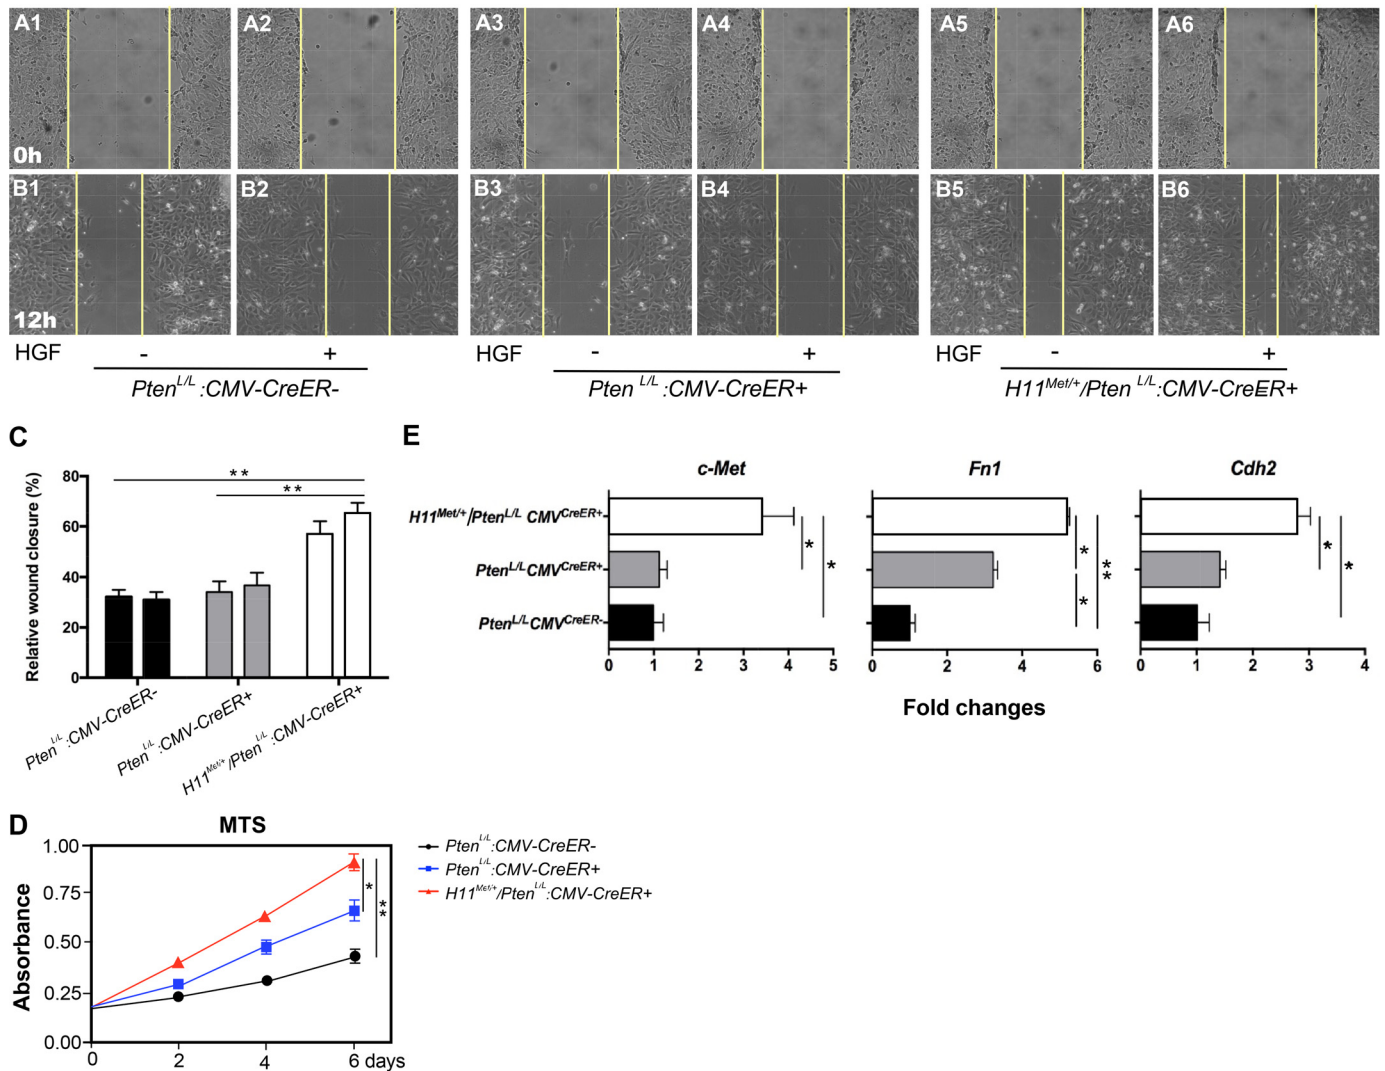 A1 A2 A3 A4 A5 A6
0h
B1 B2 B3 B4 B5 B6
12h
HGF - + HGF - + HGF - +
Pten^L/L :CMV-CreER- Pten ^L/L :CMV-CreER+ H11^Met/+/Pten ^L/L :CMV-CreER+
C
Relative wound closure (%)
80
60
40
20
0
**
**
Pten^L/L :CMV-CreER-
Pten^L/L :CMV-CreER+
H11^Met/+/Pten^L/L :CMV-CreER+
E
c-Met Fn1 Cdh2
H11^Met/+/Pten^L/L CMV^CreER+
Pten^L/L CMV^CreER+
Pten^L/L CMV^CreER-
* *
* ** *
* *
0 1 2 3 4 5
0 2 4 6
0 1 2 3 4
Fold changes
D
MTS
Absorbance
1.00
0.75
0.50
0.25
0.00
0 2 4 6 days
* **
Pten^L/L :CMV-CreER-
Pten^L/L :CMV-CreER+
H11^Met/+/Pten^L/L :CMV-CreER+